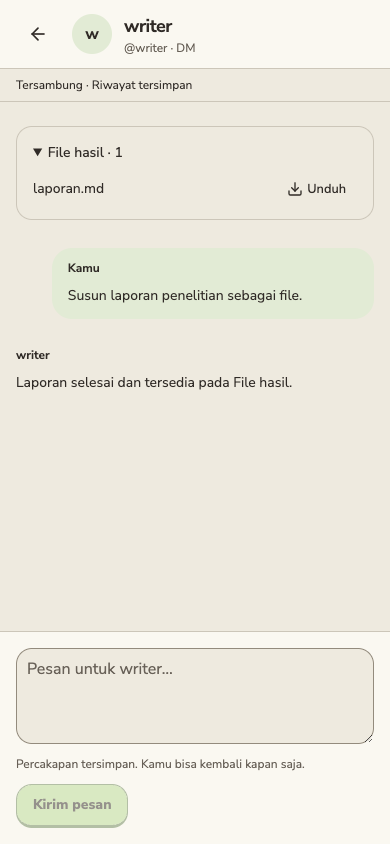 w
writer
@writer · DM
Tersambung · Riwayat tersimpan
▼ File hasil · 1
laporan.md
Unduh
Kamu
Susun laporan penelitian sebagai file.
writer
Laporan selesai dan tersedia pada File hasil.
Pesan untuk writer...
Percakapan tersimpan. Kamu bisa kembali kapan saja.
Kirim pesan